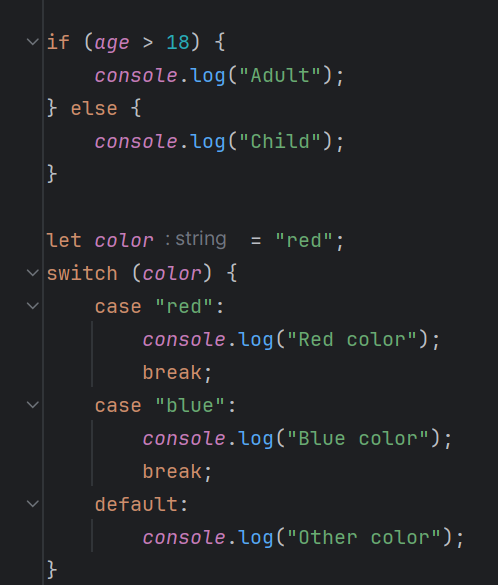 if (age > 18) {
    console.log("Adult");
} else {
    console.log("Child");
}

let color : string = "red";
switch (color) {
    case "red":
        console.log("Red color");
        break;
    case "blue":
        console.log("Blue color");
        break;
    default:
        console.log("Other color");
}